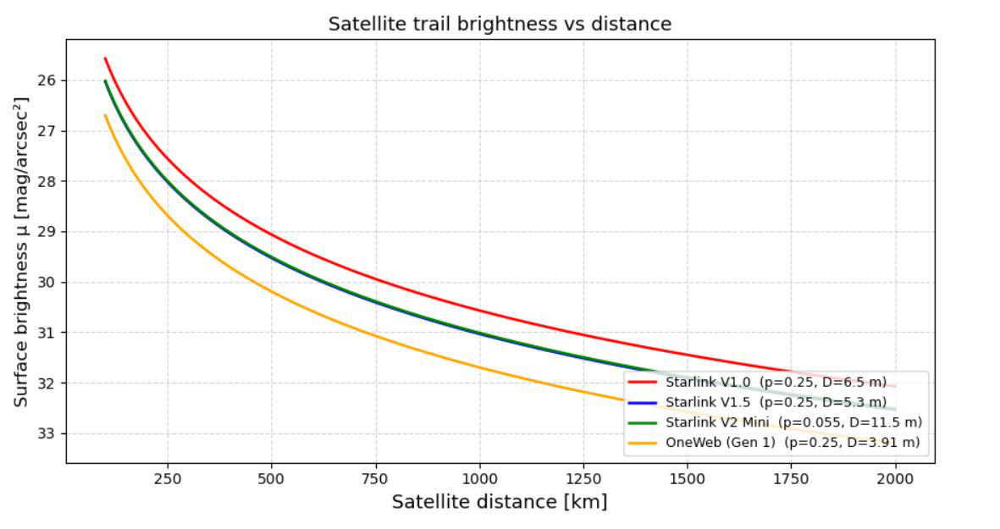 Satellite trail brightness vs distance
Surface brightness μ [mag/arcsec²]
26
27
28
29
30
31
32
33
Starlink V1.0 (p=0.25, D=6.5 m)
Starlink V1.5 (p=0.25, D=5.3 m)
Starlink V2 Mini (p=0.055, D=11.5 m)
OneWeb (Gen 1) (p=0.25, D=3.91 m)
250 500 750 1000 1250 1500 1750 2000
Satellite distance [km]